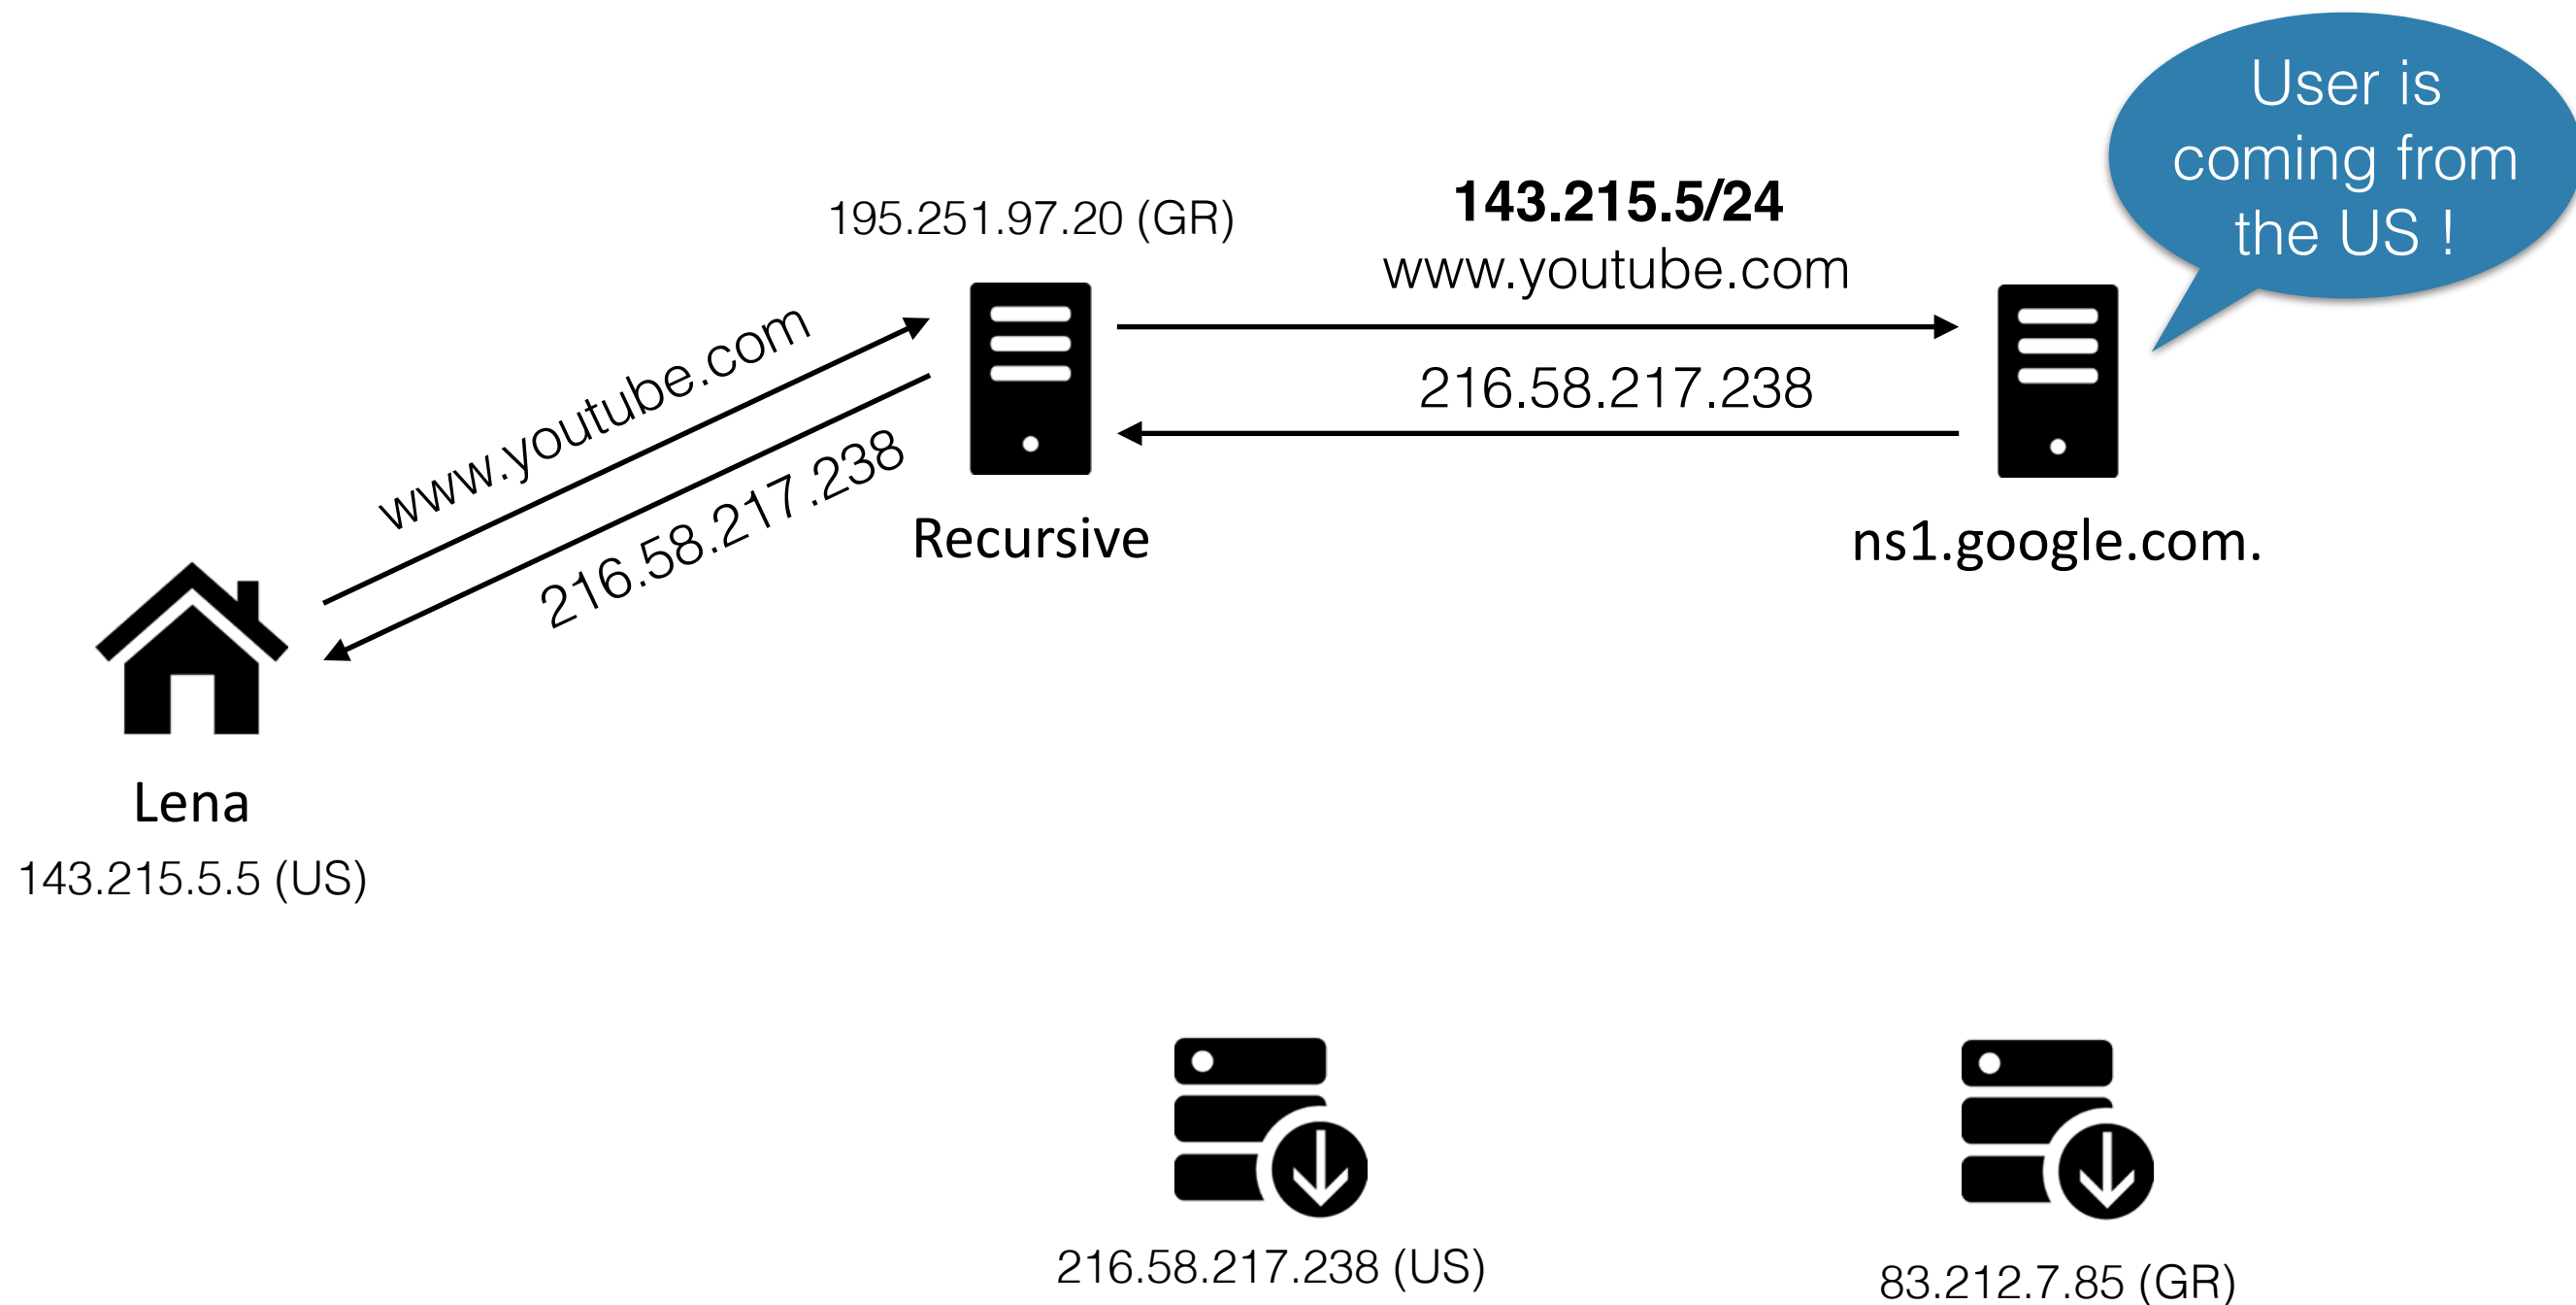 User is
coming from
the US !
195.251.97.20 (GR)
143.215.5/24
www.youtube.com
www.youtube.com
216.58.217.238
216.58.217.238
Recursive
ns1.google.com.
Lena
143.215.5.5 (US)
216.58.217.238 (US)
83.212.7.85 (GR)